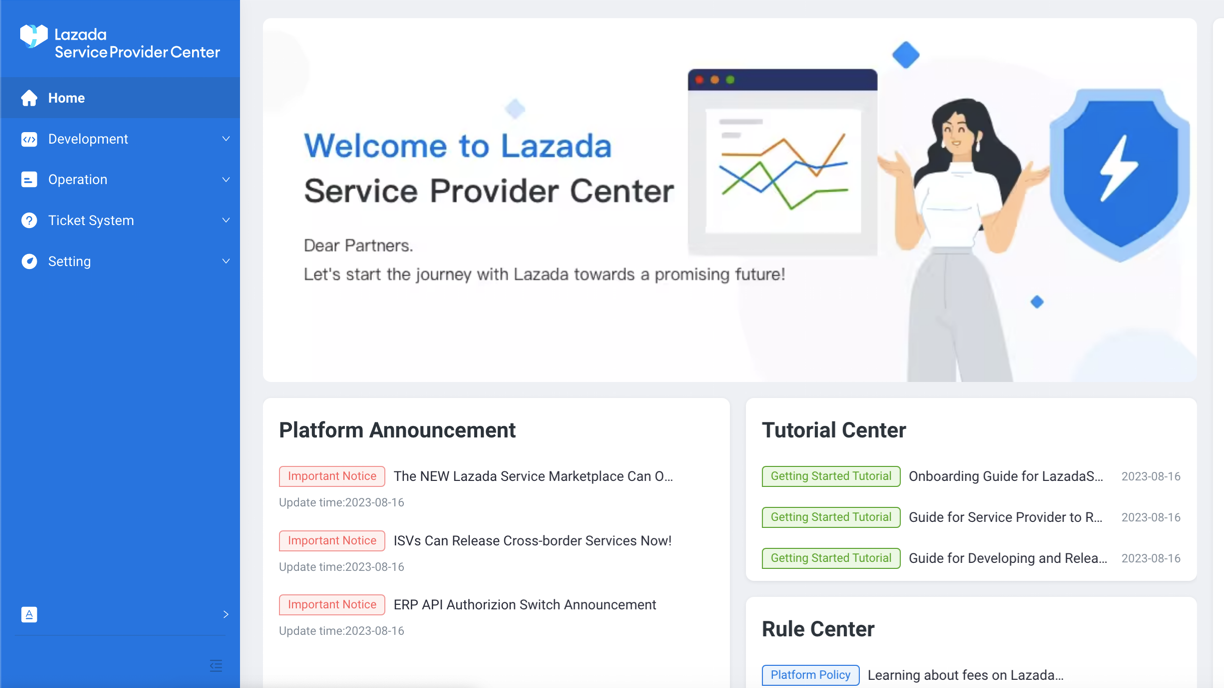 Lazada
Service Provider Center
Home
Development
Operation
Ticket System
Setting
A
Welcome to Lazada
Service Provider Center
Dear Partners.
Let's start the journey with Lazada towards a promising future!
Platform Announcement
Important Notice The NEW Lazada Service Marketplace Can O...
Update time:2023-08-16
Important Notice ISVs Can Release Cross-border Services Now!
Update time:2023-08-16
Important Notice ERP API Authorizion Switch Announcement
Update time:2023-08-16
Tutorial Center
Getting Started Tutorial Onboarding Guide for LazadaS... 2023-08-16
Getting Started Tutorial Guide for Service Provider to R... 2023-08-16
Getting Started Tutorial Guide for Developing and Relea... 2023-08-16
Rule Center
Platform Policy Learning about fees on Lazada...